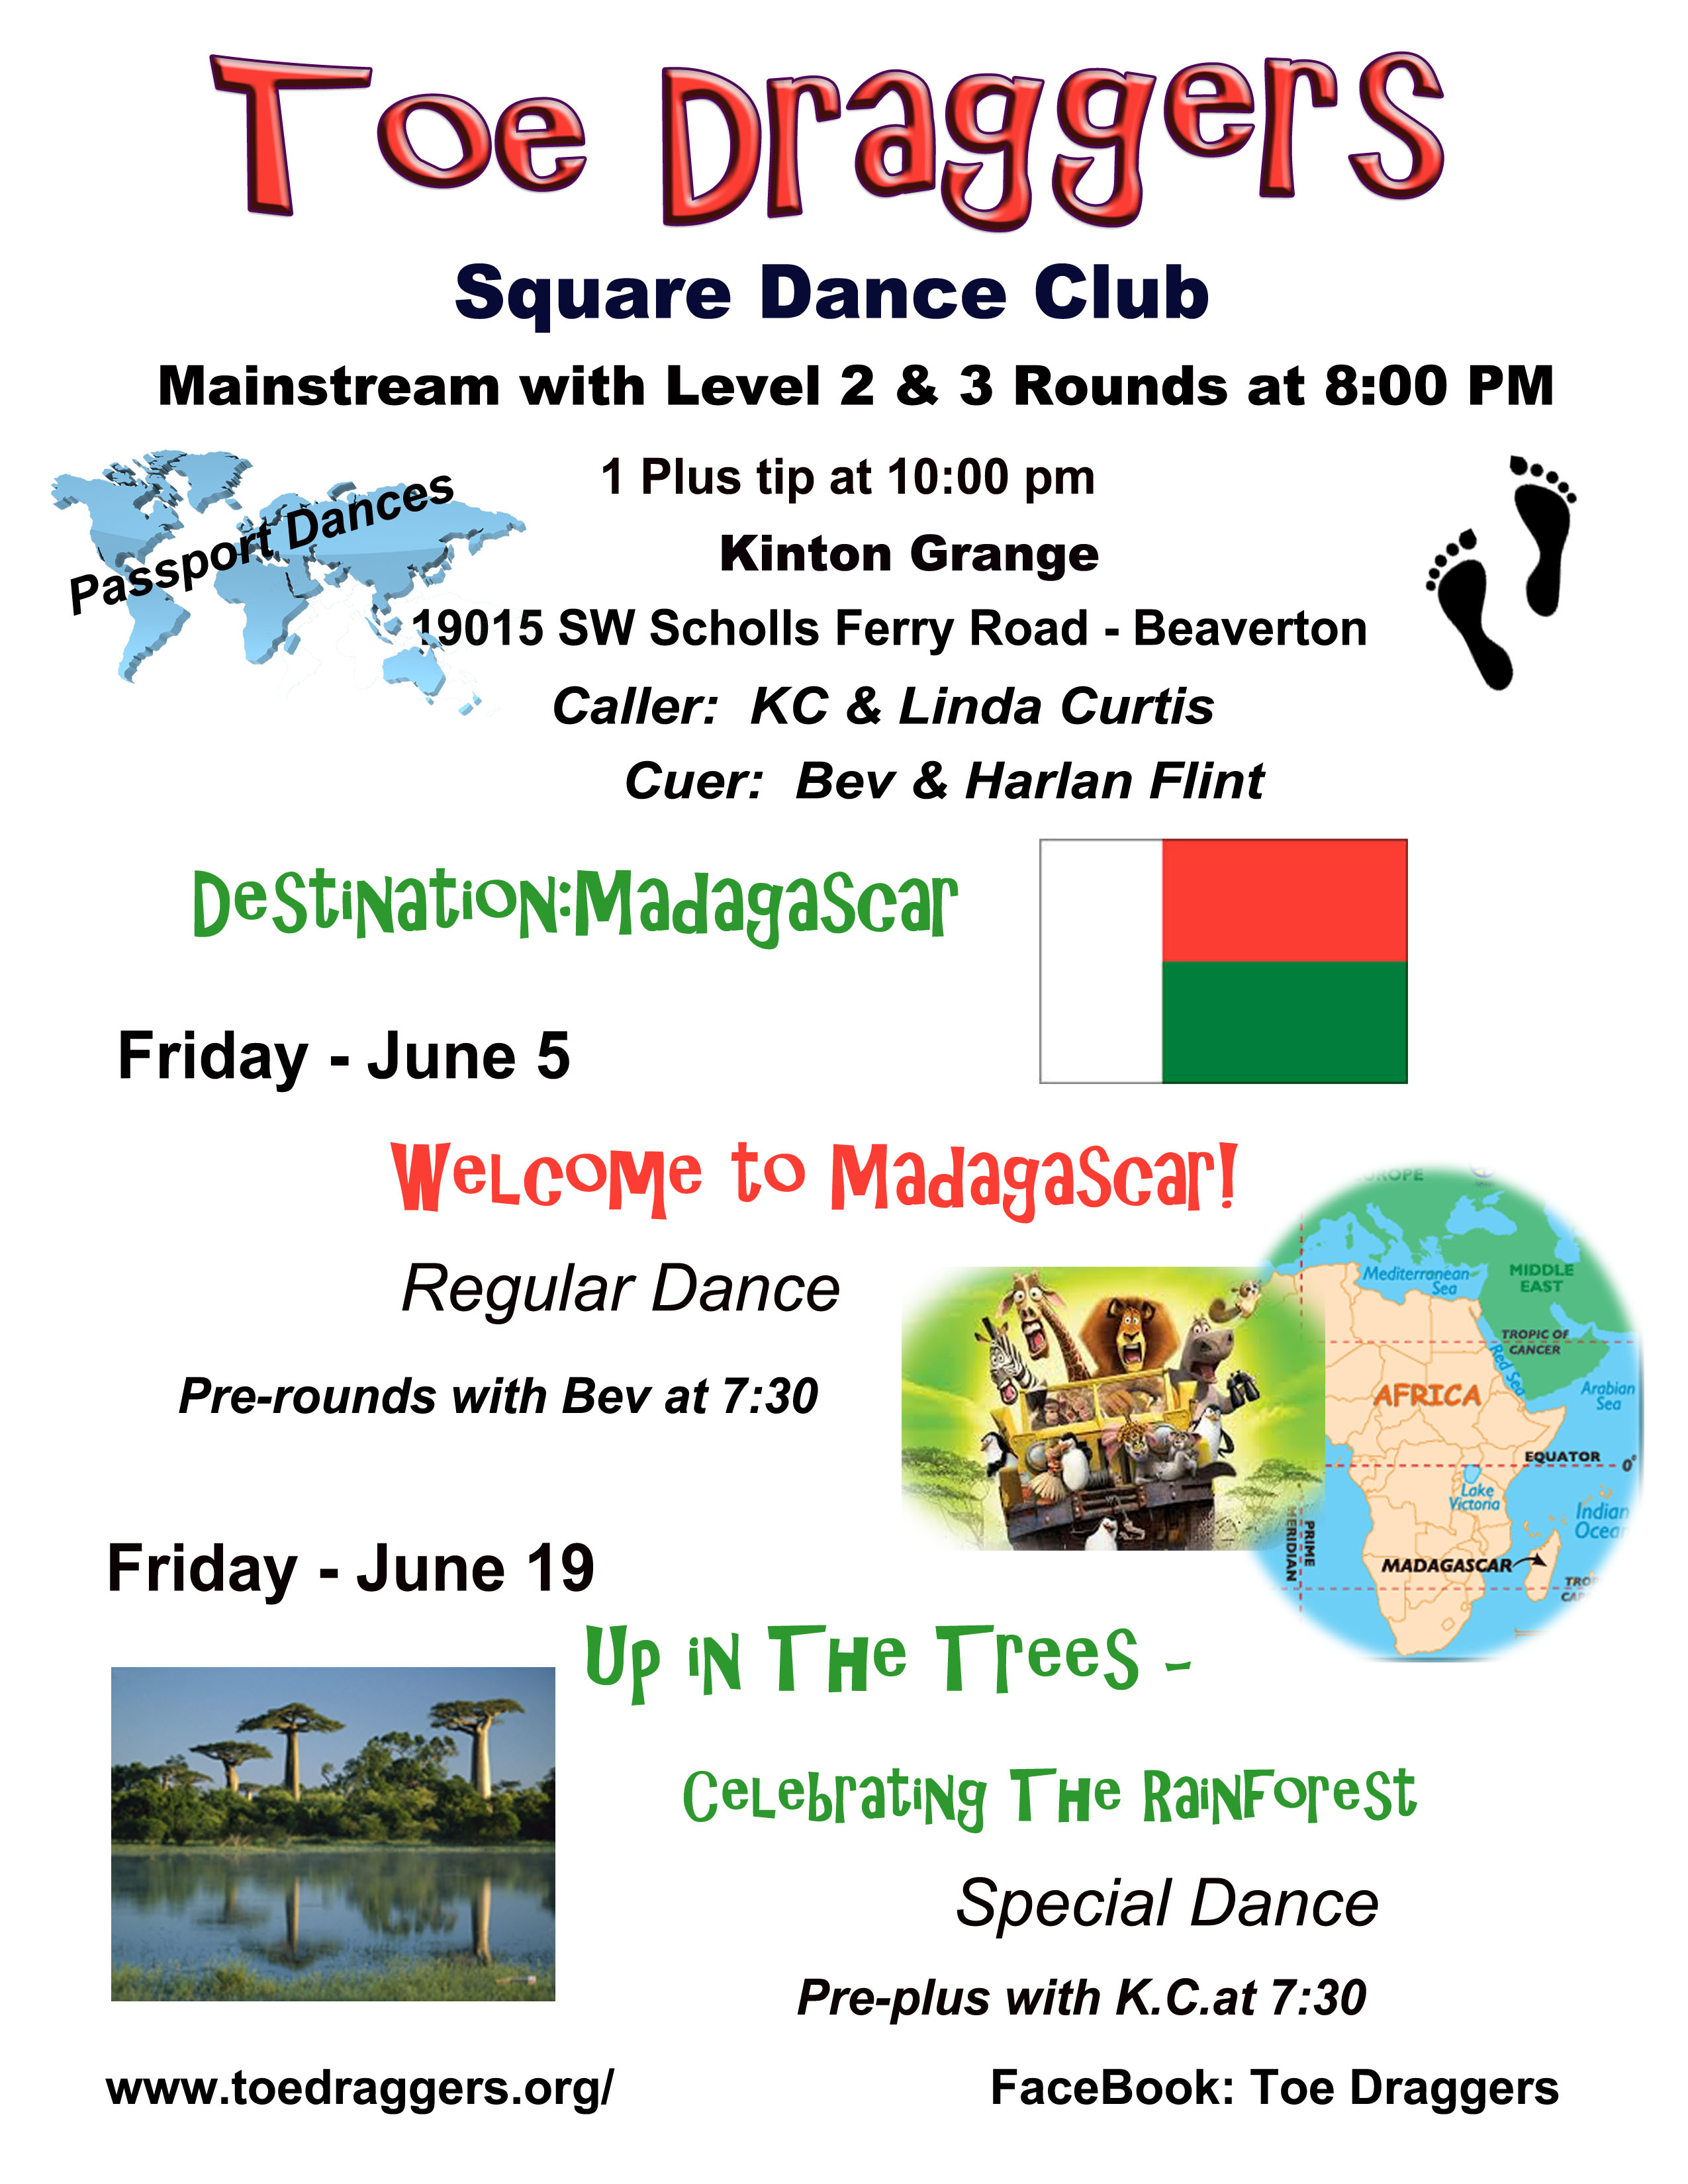 Toe Draggers
Square Dance Club
Mainstream with Level 2 & 3 Rounds at 8:00 PM
Passport Dances
1 Plus tip at 10:00 pm
Kinton Grange
19015 SW Scholls Ferry Road - Beaverton
Caller: KC & Linda Curtis
Cuer: Bev & Harlan Flint
Destination:Madagascar
Friday - June 5
Welcome to Madagascar!
Regular Dance
Pre-rounds with Bev at 7:30
Mediterranean
Sea
MIDDLE
EAST
TROPIC OF
CANCER
Red Sea
Arabian
Sea
AFRICA
EQUATOR 0°
Lake
Victoria
Indian
PRIME
MERIDIAN
MADAGASCAR
Friday - June 19
Up in The Trees -
Celebrating The Rainforest
Special Dance
Pre-plus with K.C.at 7:30
www.toedraggers.org/
FaceBook: Toe Draggers